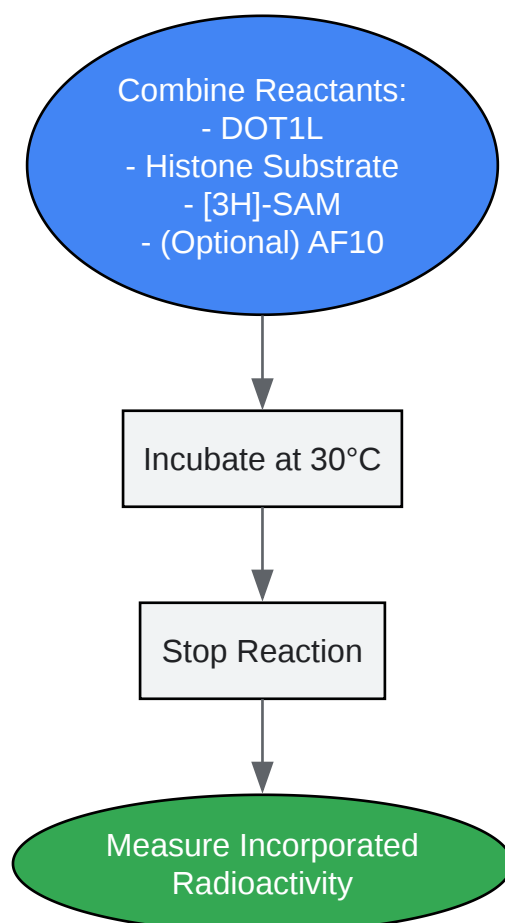 Combine Reactants:
- DOT1L
- Histone Substrate
- [3H]-SAM
- (Optional) AF10
Incubate at 30°C
Stop Reaction
Measure Incorporated
Radioactivity